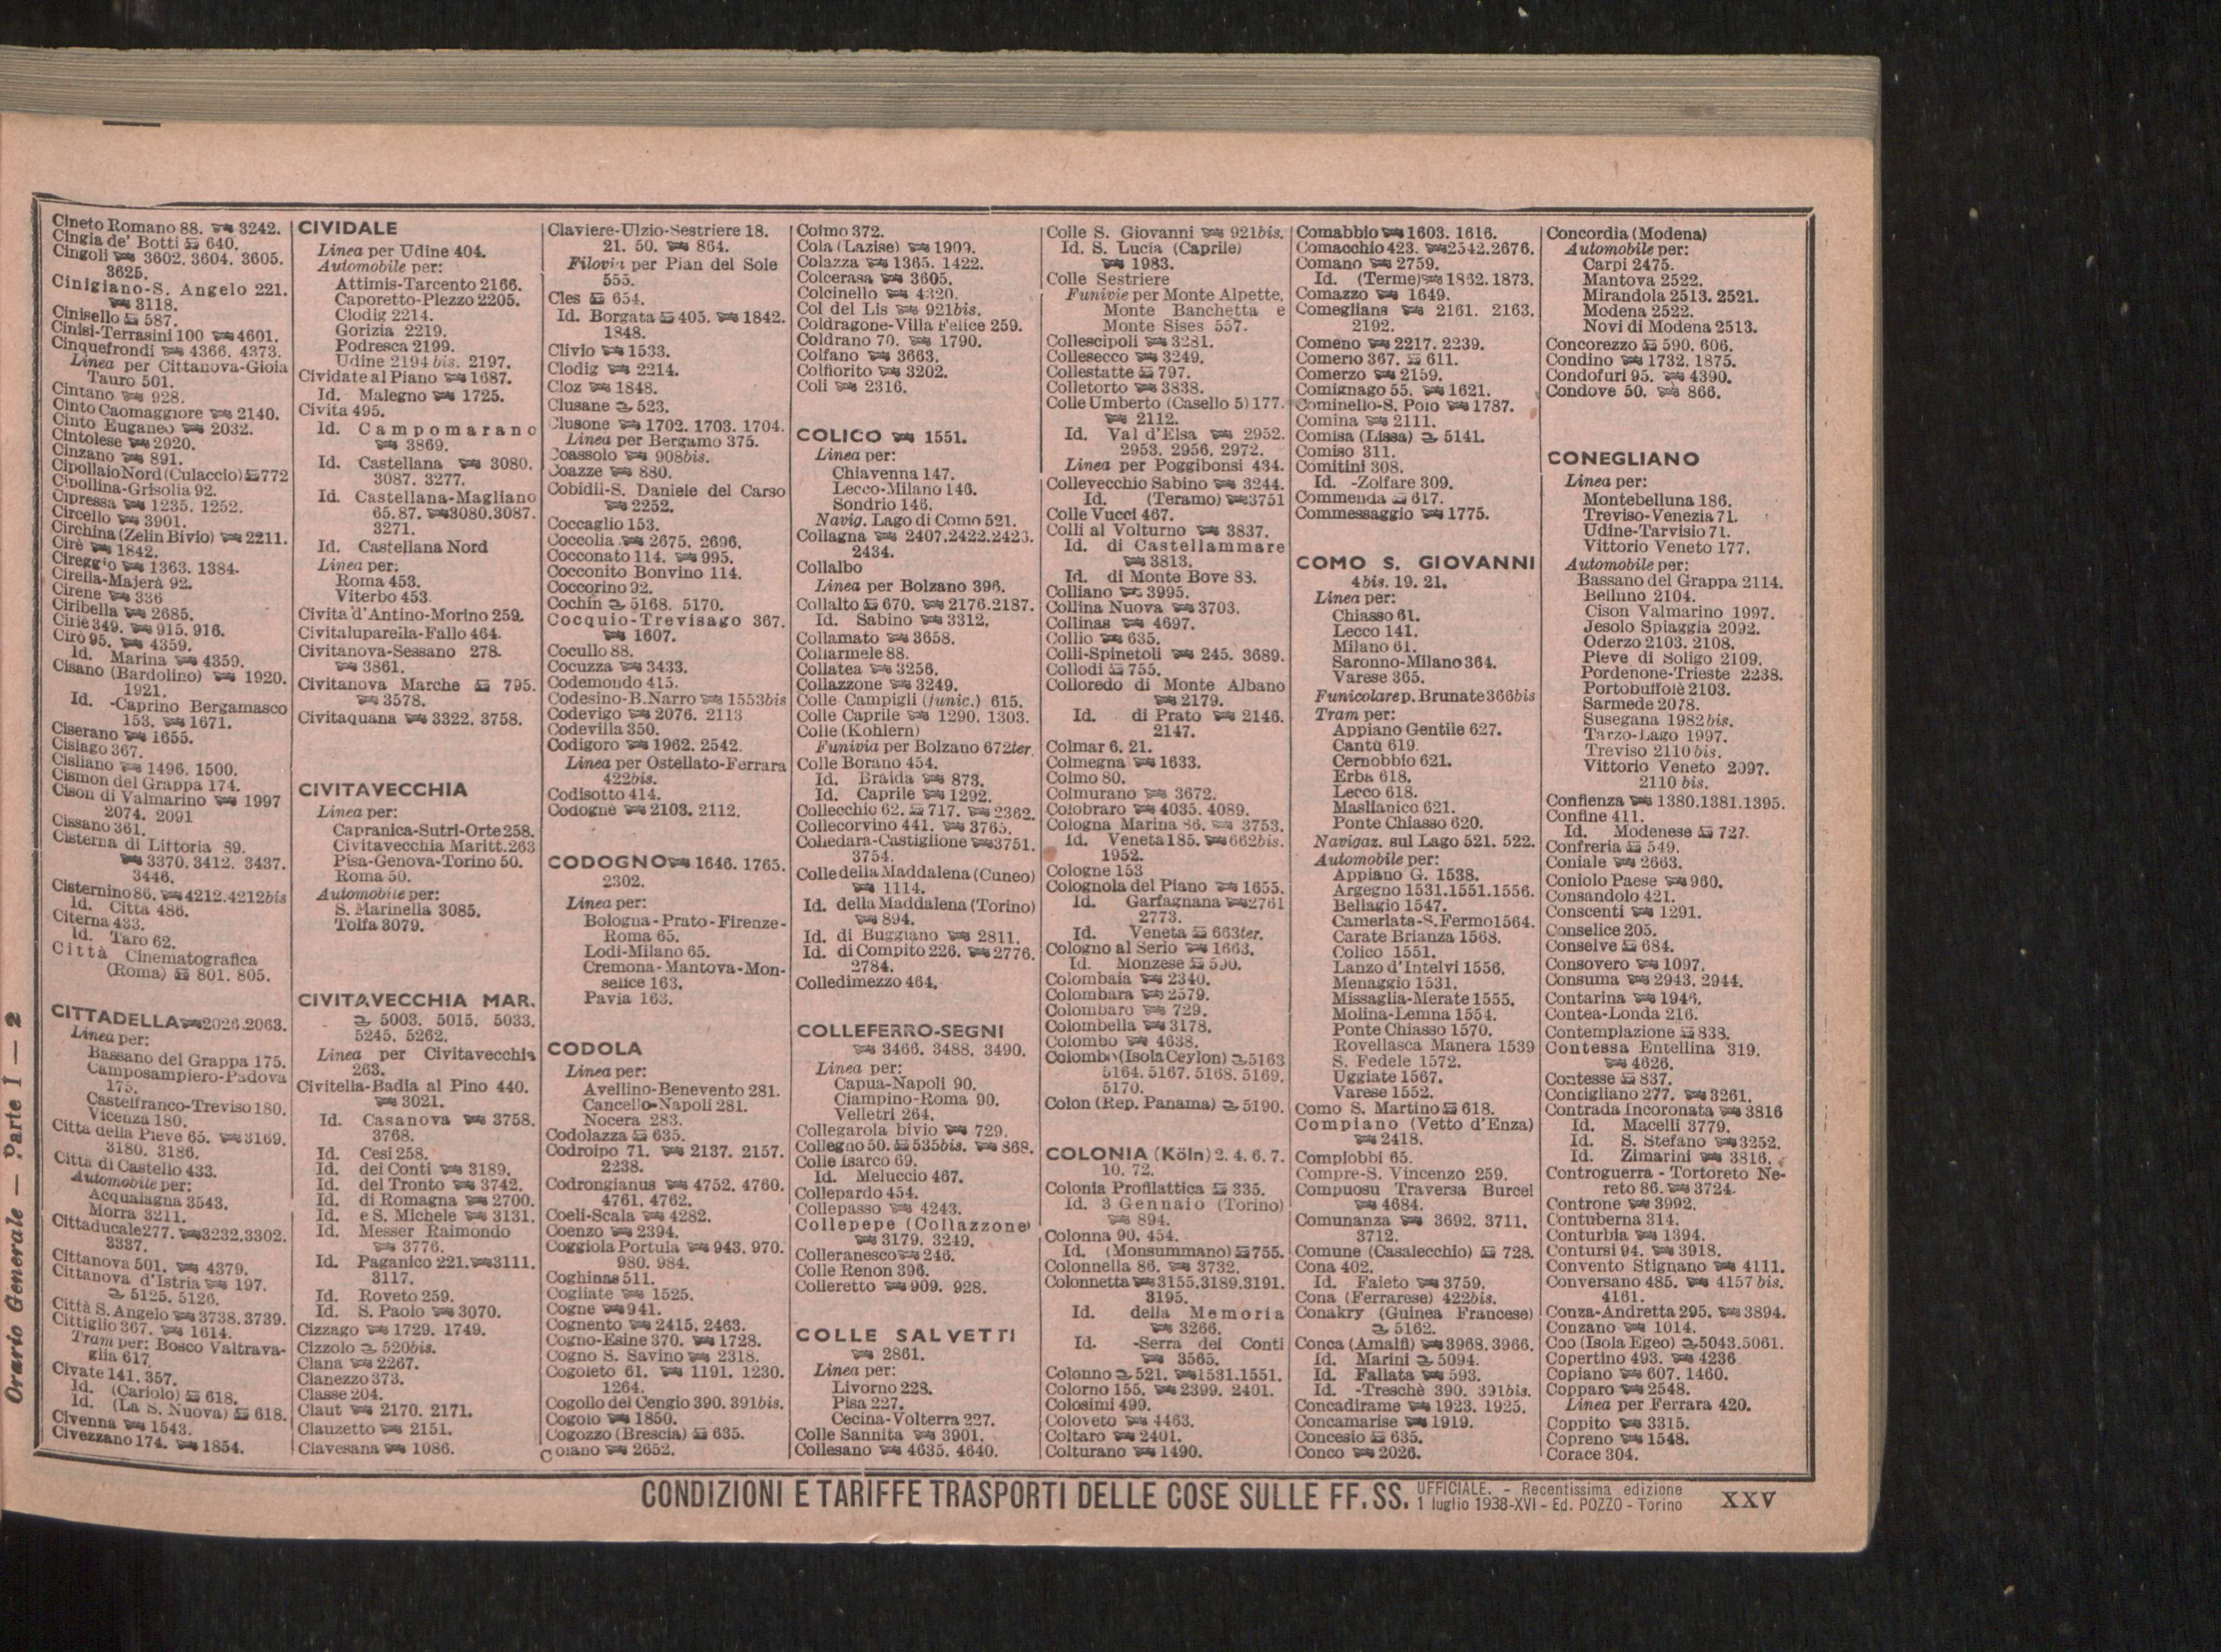 Cineto Romano 88. 3242.
Cingia de' Botti 640.
Cingoli 3602. 3604. 3605.
3625.
Cinigiano-S. Angelo 221.
3118.
Cinisello 587.
Cinisi-Terrasini 100 4601.
Cinquefrondi 4366. 4373.
Linea per Cittanova-Gioia
Tauro 501.
Cintano 928.
Cinto Caomaggiore 2140.
Cinto Euganeo 2032.
Cintolese 2920.
Cinzano 891.
Cipollaio Nord (Culaccio) 772
Cipollina-Grisolia 92.
Cipressa 1235. 1252.
Circello 3901.
Circhina (Zelin Bivio) 2211.
Cirè 1842.
Cireggio 1363. 1384.
Cirella-Majerà 92.
Cirene 336
Ciribella 2685.
Ciriè 349. 915. 916.
Cirò 95. 4359.
Id. Marina 4359.
Cisano (Bardolino) 1920.
1921.
Id. -Caprino Bergamasco
153. 1671.
Ciserano 1655.
Cislago 367.
Cisliano 1496. 1500.
Cismon del Grappa 174.
Cison di Valmarino 1997
2074. 2091
Cissano 361.
Cisterna di Littoria 89.
3370. 3412. 3437.
3446.
Cisternino 86. 4212. 4212bis
Id. Città 486.
Citerna 433.
Id. Taro 62.
Città Cinematografica
(Roma) 801. 805.
CITTADELLA 2026. 2063.
Linea per:
Bassano del Grappa 175.
Camposampiero-Padova
175.
Castelfranco-Treviso 180.
Vicenza 180.
Città della Pieve 65. 3169.
3180. 3186.
Città di Castello 433.
Automobile per:
Acqualagna 3543.
Morra 3211.
Cittaducale 277. 3232. 3302.
3337.
Cittanova 501. 4379.
Cittanova d'Istria 197.
5125. 5126.
Città S. Angelo 3738. 3739.
Cittiglio 367. 1614.
Tram per: Bosco Valtrava-
glia 617
Civate 141. 357.
Id. (Cariolo) 618.
Id. (La S. Nuova) 618.
Civenna 1543.
Civezzano 174. 1854.
CIVIDALE
Linea per Udine 404.
Automobile per:
Attimis-Tarcento 2166.
Caporetto-Plezzo 2205.
Clodig 2214.
Gorizia 2219.
Podresca 2199.
Udine 2194 bis. 2197.
Cividate al Piano 1687.
Id. Malegno 1725.
Civita 495.
Id. Campomarano
3869.
Id. Castellana 3080.
3087. 3277.
Id. Castellana-Magliano
65. 87. 3080. 3087.
3271.
Id. Castellana Nord
Linea per:
Roma 453.
Viterbo 453.
Civita d'Antino-Morino 259.
Civitaluparella-Fallo 464.
Civitanova-Sessano 278.
3861.
Civitanova Marche 795.
3578.
Civitaquana 3322. 3758.
CIVITAVECCHIA
Linea per:
Capranica-Sutri-Orte 258.
Civitavecchia Maritt. 263
Pisa-Genova-Torino 50.
Roma 50.
Automobile per:
S. Marinella 3085.
Tolfa 3079.
CIVITAVECCHIA MAR.
5003. 5015. 5033.
5245. 5262.
Linea per Civitavecchia
263.
Civitella-Badia al Pino 440.
3021.
Id. Casanova 3758.
3768.
Id. Cesi 258.
Id. dei Conti 3189.
Id. del Tronto 3742.
Id. di Romagna 2700.
Id. e S. Michele 3131.
Id. Messer Raimondo
3776.
Id. Paganico 221. 3111.
3117.
Id. Roveto 259.
Id. S. Paolo 3070.
Cizzago 1729. 1749.
Cizzolo 520bis.
Clana 2267.
Clanezzo 373.
Classe 204.
Claut 2170. 2171.
Clauzetto 2151.
Clavesana 1086.
Claviere-Ulzio-Sestriere 18.
21. 50. 864.
Filovia per Pian del Sole
555.
Cles 654.
Id. Borgata 405. 1842.
1848.
Clivio 1533.
Clodig 2214.
Cloz 1848.
Clusane 523.
Clusone 1702. 1703. 1704.
Linea per Bergamo 375.
Coassolo 908bis.
Coazze 880.
Cobidil-S. Daniele del Carso
2252.
Coccaglio 153.
Coccolia 2675. 2696.
Cocconato 114. 995.
Cocconito Bonvino 114.
Coccorino 92.
Cochin 5168. 5170.
Cocquio-Trevisago 367.
1607.
Cocullo 88.
Cocuzza 3433.
Codemondo 415.
Codesino-B. Narro 1553bis
Codevigo 2076. 2113
Codevilla 350.
Codigoro 1962. 2542.
Linea per Ostellato-Ferrara
422bis.
Codisotto 414.
Codogne 2103. 2112.
CODOGNO 1646. 1765.
2302.
Linea per:
Bologna-Prato-Firenze-
Roma 65.
Lodi-Milano 65.
Cremona-Mantova-Mon-
selice 163.
Pavia 163.
CODOLA
Linea per:
Avellino-Benevento 281.
Cancello-Napoli 281.
Nocera 283.
Codolazza 635.
Codroipo 71. 2137. 2157.
2238.
Codrongianus 4752. 4760.
4761. 4762.
Coeli-Scala 4282.
Coenzo 2394.
Coggiola Portula 943. 970.
980. 984.
Coghinas 511.
Cogliate 1525.
Cogne 941.
Cognento 2415. 2463.
Cogno-Esine 370. 1728.
Cogno S. Savino 2318.
Cogoleto 61. 1191. 1230.
1264.
Cogollo del Cengio 390. 391bis.
Cogolo 1850.
Cogozzo (Brescia) 635.
Coiano 2652.
Coimo 372.
Cola (Lazise) 1909.
Colazza 1365. 1422.
Colcerasa 3605.
Colcinello 4320.
Col del Lis 921bis.
Coldragone-Villa Felice 259.
Coldrano 70. 1790.
Colfano 3663.
Colfiorito 3202.
Coli 2316.
COLICO 1551.
Linea per:
Chiavenna 147.
Lecco-Milano 146.
Sondrio 146.
Navig. Lago di Como 521.
Collagna 2407. 2422. 2423.
2434.
Collalbo
Linea per Bolzano 396.
Collalto 670. 2176. 2187.
Id. Sabino 3312.
Collamato 3658.
Collarmele 88.
Collatea 3256.
Collazzone 3249.
Colle Campigli (funic.) 615.
Colle Caprile 1290. 1303.
Colle (Kohlern)
Funivia per Bolzano 672ter
Colle Borano 454.
Id. Braida 873.
Id. Caprile 1292.
Collecchio 62. 717. 2362.
Collecorvino 441. 3765.
Colledara-Castiglione 3751.
3754.
Colle della Maddalena (Cuneo)
1114.
Id. della Maddalena (Torino)
894.
Id. di Buggiano 2811.
Id. di Compito 226. 2776.
2784.
Colledimezzo 464.
COLLEFERRO-SEGNI
3466. 3488. 3490.
Linea per:
Capua-Napoli 90.
Ciampino-Roma 90.
Velletri 264.
Collegarola bivio 729.
Collegno 50. 535bis. 868.
Colle Isarco 69.
Id. Meluccio 467.
Collepardo 454.
Collepasso 4243.
Collepepe (Collazzone)
3179. 3249.
Colleranesco 246.
Colle Renon 396.
Colleretto 909. 928.
COLLE SALVETTI
2861.
Linea per:
Livorno 228.
Pisa 227.
Cecina-Volterra 227.
Colle Sannita 3901.
Collesano 4635. 4640.
Colle S. Giovanni 921bis.
Id. S. Lucia (Caprile)
1983.
Colle Sestriere
Funivie per Monte Alpette,
Monte Banchetta e
Monte Sises 557.
Collescipoli 3281.
Collesecco 3249.
Collestatte 797.
Colletorto 3838.
Colle Umberto (Casello 5) 177.
2112.
Id. Val d'Elsa 2952.
2953. 2956. 2972.
Linea per Poggibonsi 434.
Collevecchio Sabino 3244.
Id. (Teramo) 3751
Colle Vucci 467.
Colli al Volturno 3837.
Id. di Castellammare
3813.
Id. di Monte Bove 88.
Colliano 3995.
Collina Nuova 3703.
Collinas 4697.
Collio 635.
Colli-Spinetoli 245. 3689.
Collodi 755.
Colloredo di Monte Albano
2179.
Id. di Prato 2146.
2147.
Colmar 6. 21.
Colmegna 1633.
Colmo 80.
Colmurano 3672.
Colobraro 4035. 4089.
Cologna Marina 86. 3753.
Id. Veneta 185. 662bis.
1952.
Cologne 153
Colognola del Piano 1655.
Id. Garfagnana 2761
2773.
Id. Veneta 663ter.
Cologno al Serio 1663.
Id. Monzese 590.
Colombaia 2340.
Colombara 2579.
Colombaro 729.
Colombella 3178.
Colombo 4638.
Colombo (Isola Ceylon) 5163
5164. 5167. 5168. 5169.
5170.
Colon (Rep. Panama) 5190.
COLONIA (Köln) 2. 4. 6. 7.
10. 72.
Colonia Profilattica 335.
Id. 3 Gennaio (Torino)
894.
Colonna 90. 454.
Id. (Monsummano) 755.
Colonnella 86. 3732.
Colonnetta 3155. 3189. 3191.
3195.
Id. della Memoria
3266.
Id. -Serra dei Conti
3565.
Colonno 521. 1531. 1551.
Colorno 155. 2399. 2401.
Colosimi 499.
Coloveto 4463.
Coltaro 2401.
Colturano 1490.
Comabbio 1603. 1616.
Comacchio 423. 2542. 2676.
Comano 2759.
Id. (Terme) 1862. 1873.
Comazzo 1649.
Comeglians 2161. 2163.
2192.
Comeno 2217. 2239.
Comerio 367. 611.
Comerzo 2159.
Comignago 55. 1621.
Cominello-S. Polo 1787.
Comina 2111.
Comisa (Lissa) 5141.
Comiso 311.
Comitini 308.
Id. -Zolfare 309.
Commenda 617.
Commessaggio 1775.
COMO S. GIOVANNI
4bis. 19. 21.
Linea per:
Chiasso 61.
Lecco 141.
Milano 61.
Saronno-Milano 364.
Varese 365.
Funicolare p. Brunate 366bis
Tram per:
Appiano Gentile 627.
Cantù 619.
Cernobbio 621.
Erba 618.
Lecco 618.
Maslianico 621.
Ponte Chiasso 620.
Navigaz. sul Lago 521. 522.
Automobile per:
Appiano G. 1538.
Argegno 1531. 1551. 1556.
Bellagio 1547.
Camerlata-S. Fermo 1564.
Carate Brianza 1568.
Colico 1551.
Lanzo d'Intelvi 1556.
Menaggio 1531.
Missaglia-Merate 1555.
Molina-Lemna 1554.
Ponte Chiasso 1570.
Rovellasca Manera 1539
S. Fedele 1572.
Uggiate 1567.
Varese 1552.
Como S. Martino 618.
Compiano (Vetto d'Enza)
2418.
Complobbi 65.
Compre-S. Vincenzo 259.
Compuosu Traversa Burcei
4684.
Comunanza 3692. 3711.
3712.
Comune (Casalecchio) 728.
Cona 402.
Id. Faieto 3759.
Cona (Ferrarese) 422bis.
Conakry (Guinea Francese)
5162.
Conca (Amalfi) 3968. 3966.
Id. Marini 5094.
Id. Fallata 593.
Id. -Treschè 390. 391bis.
Concadirame 1923. 1925.
Concamarise 1919.
Concesio 635.
Conco 2026.
Concordia (Modena)
Automobile per:
Carpi 2475.
Mantova 2522.
Mirandola 2513. 2521.
Modena 2522.
Novi di Modena 2513.
Concorezzo 590. 606.
Condino 1732. 1875.
Condofuri 95. 4390.
Condove 50. 866.
CONEGLIANO
Linea per:
Montebelluna 186.
Treviso-Venezia 71.
Udine-Tarvisio 71.
Vittorio Veneto 177.
Automobile per:
Bassano del Grappa 2114.
Belluno 2104.
Cison Valmarino 1997.
Jesolo Spiaggia 2092.
Oderzo 2103. 2108.
Pieve di Soligo 2109.
Pordenone-Trieste 2238.
Portobuffolè 2103.
Sarmede 2078.
Susegana 1982bis.
Tarzo-Lago 1997.
Treviso 2110 bis.
Vittorio Veneto 2097.
2110 bis.
Confienza 1380. 1381. 1395.
Confine 411.
Id. Modenese 727.
Confreria 549.
Coniale 2663.
Coniolo Paese 960.
Consandolo 421.
Conscenti 1291.
Conselice 205.
Conselve 684.
Consovero 1097.
Consuma 2943. 2944.
Contarina 1946.
Contea-Londa 216.
Contemplazione 838.
Contessa Entellina 319.
4626.
Contesse 837.
Contigliano 277. 3261.
Contrada Incoronata 3816
Id. Macelli 3779.
Id. S. Stefano 3252.
Id. Zimarini 3816.
Controguerra - Tortoreto Ne-
reto 86. 3724.
Controne 3992.
Contuberna 314.
Conturbia 1394.
Contursi 94. 3918.
Convento Stignano 4111.
Conversano 485. 4157 bis.
4161.
Conza-Andretta 295. 3894.
Conzano 1014.
Coo (Isola Egeo) 5043. 5061.
Copertino 493. 4236
Copiano 607. 1460.
Copparo 2548.
Linea per Ferrara 420.
Coppito 3315.
Copreno 1548.
Corace 304.
Orario Generale — Parte I — 2
CONDIZIONI E TARIFFE TRASPORTI DELLE COSE SULLE FF. SS. UFFICIALE. - Recentissima edizione
1 luglio 1938-XVI - Ed. POZZO - Torino
XXV